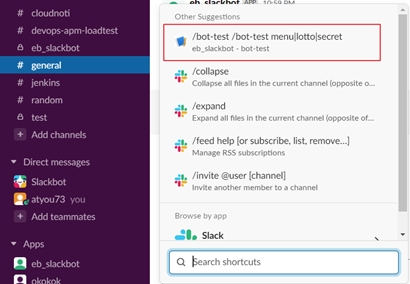 # cloudnoti
# devops-apm-loadtest
eb_slackbot
# general
# jenkins
# random
test
+ Add channels
Direct messages
Slackbot
atyou73 you
+ Add teammates
Apps
eb_slackbot
okokok
10:59 PM
Other Suggestions
/bot-test /bot-test menu|lotto|secret
eb_slackbot - bot-test
/collapse
Collapse all files in the current channel (opposite o...
/expand
Expand all files in the current channel (opposite of...
/feed help [or subscribe, list, remove...]
Manage RSS subscriptions
/invite @user [channel]
Invite another member to a channel
Browse by app
Slack
Search shortcuts